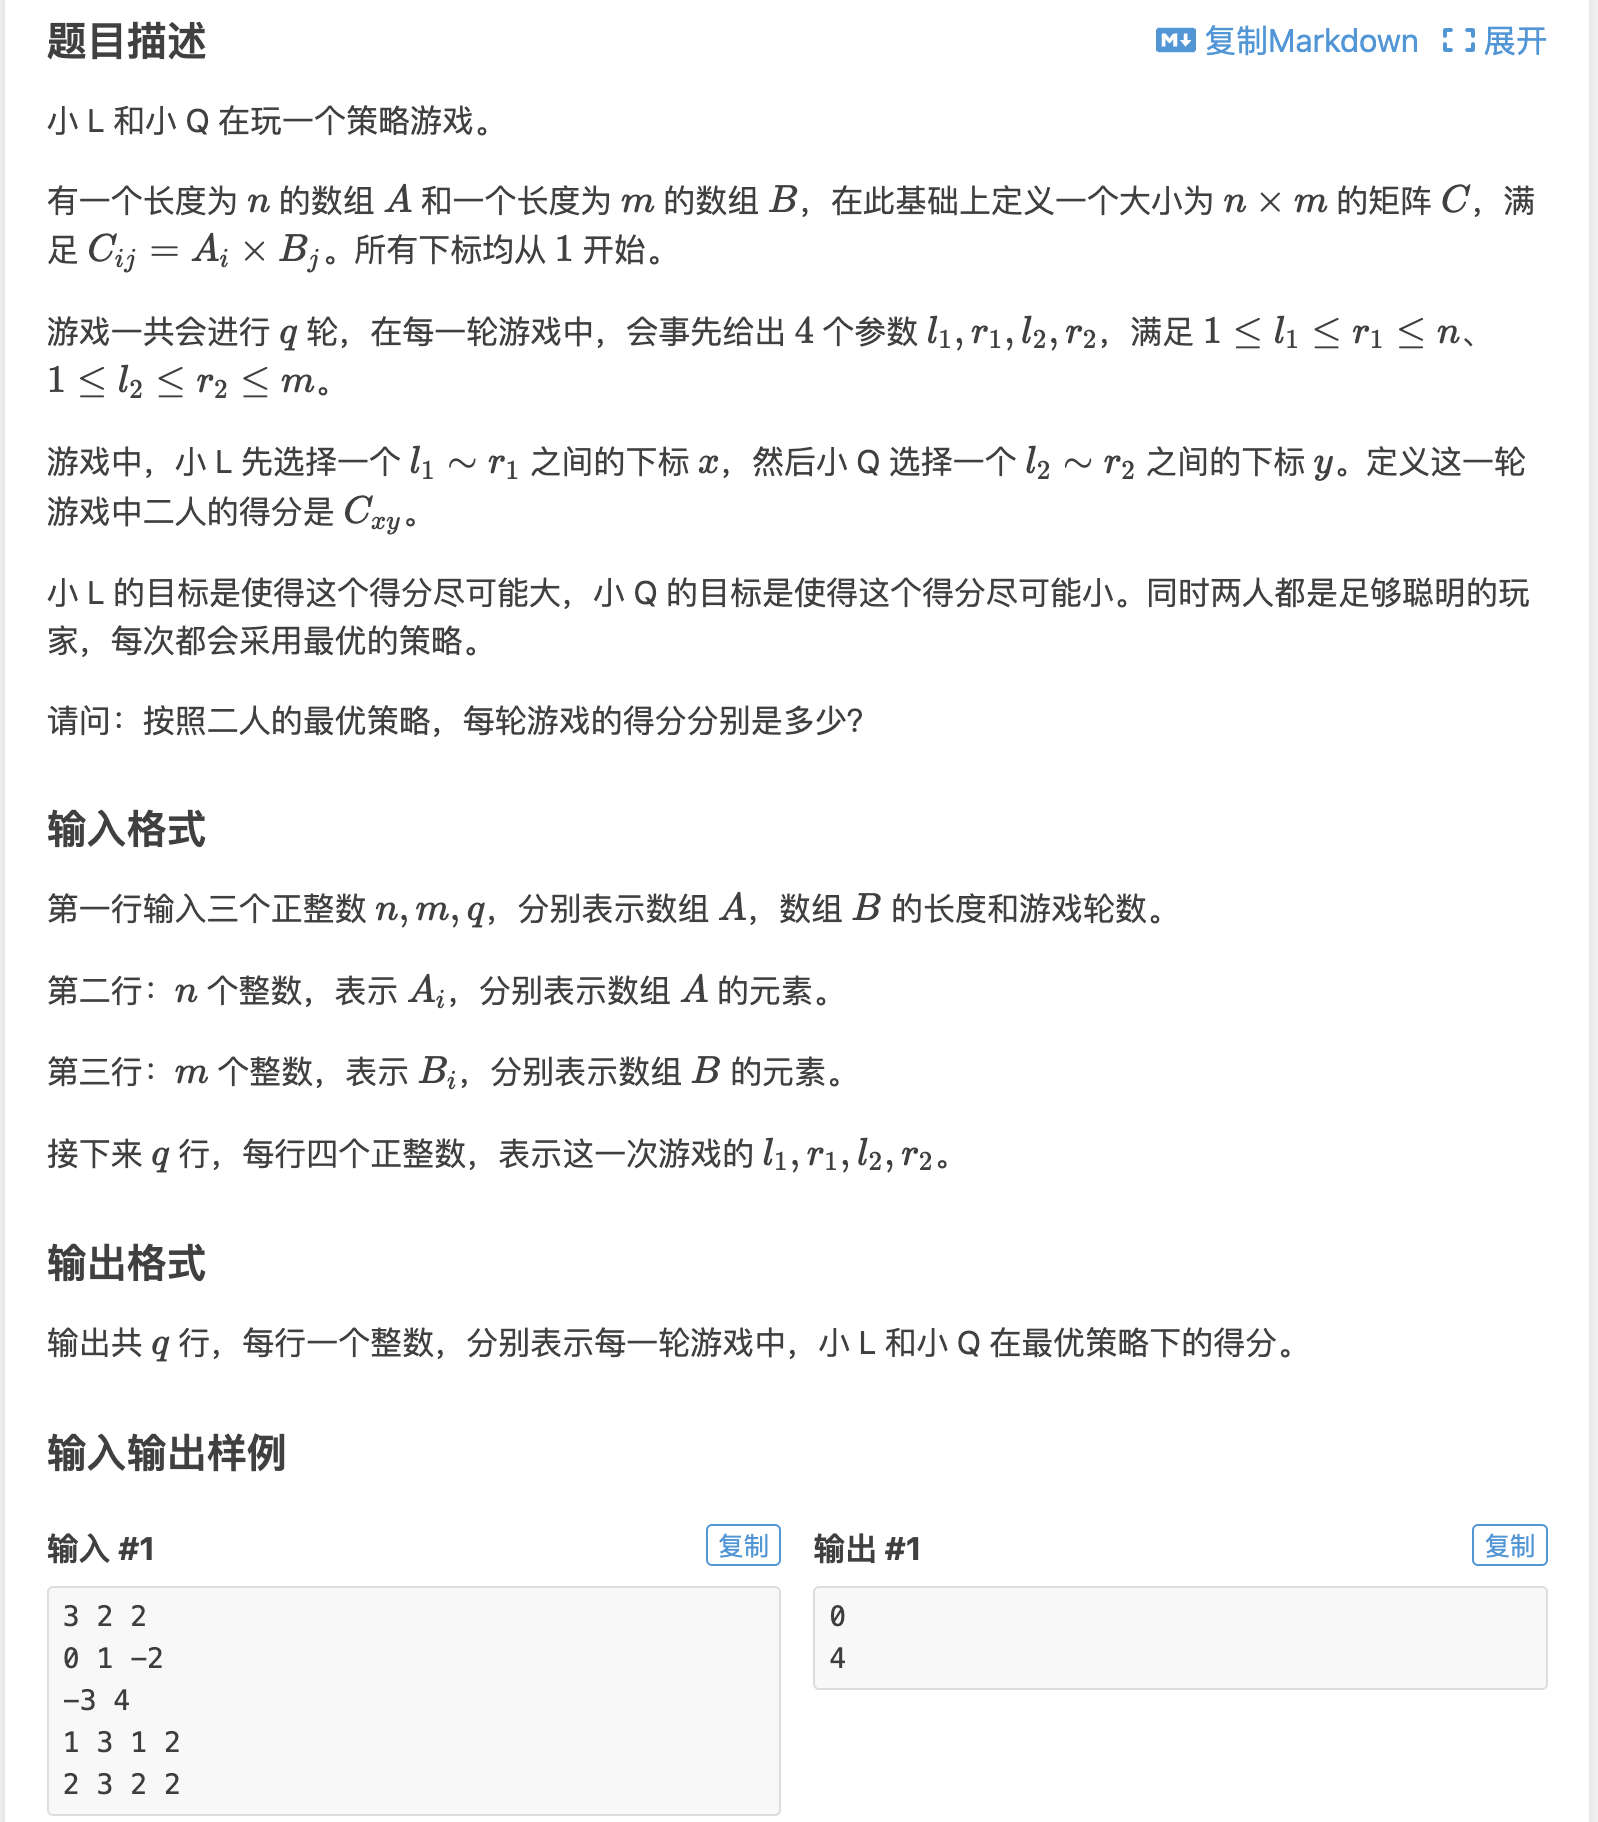 题目描述
复制Markdown 展开
小 L 和小 Q 在玩一个策略游戏。
有一个长度为 n 的数组 A 和一个长度为 m 的数组 B，在此基础上定义一个大小为 n × m 的矩阵 C，满
足 C_{ij} = A_i × B_j。所有下标均从 1 开始。
游戏一共会进行 q 轮，在每一轮游戏中，会事先给出 4 个参数 l_1, r_1, l_2, r_2，满足 1 ≤ l_1 ≤ r_1 ≤ n、
1 ≤ l_2 ≤ r_2 ≤ m。
游戏中，小 L 先选择一个 l_1 ∼ r_1 之间的下标 x，然后小 Q 选择一个 l_2 ∼ r_2 之间的下标 y。定义这一轮
游戏中二人的得分是 C_{xy}。
小 L 的目标是使得这个得分尽可能大，小 Q 的目标是使得这个得分尽可能小。同时两人都是足够聪明的玩
家，每次都会采用最优的策略。
请问：按照二人的最优策略，每轮游戏的得分分别是多少？
输入格式
第一行输入三个正整数 n, m, q，分别表示数组 A，数组 B 的长度和游戏轮数。
第二行：n 个整数，表示 A_i，分别表示数组 A 的元素。
第三行：m 个整数，表示 B_i，分别表示数组 B 的元素。
接下来 q 行，每行四个正整数，表示这一次游戏的 l_1, r_1, l_2, r_2。
输出格式
输出共 q 行，每行一个整数，分别表示每一轮游戏中，小 L 和小 Q 在最优策略下的得分。
输入输出样例
输入 #1 复制
3 2 2
0 1 -2
-3 4
1 3 1 2
2 3 2 2
输出 #1 复制
0
4